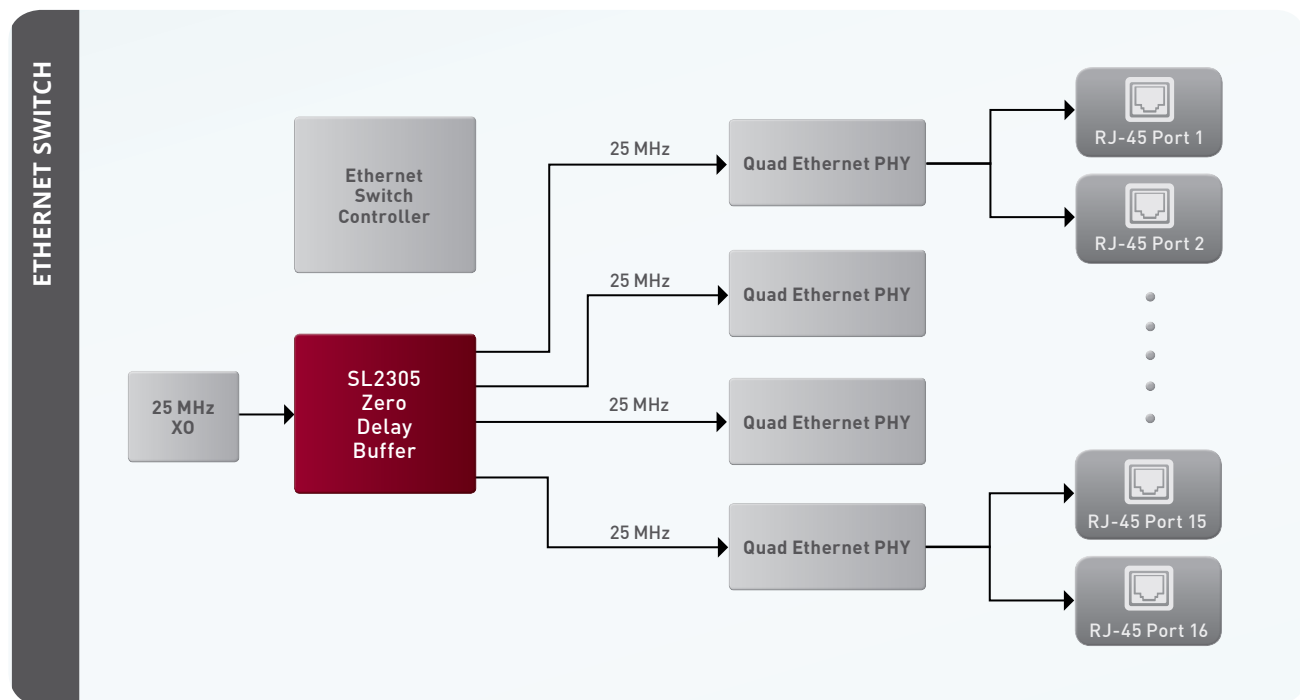 ETHERNET SWITCH
Ethernet
Switch
Controller
25 MHz
XO
SL2305
Zero
Delay
Buffer
25 MHz
25 MHz
25 MHz
25 MHz
Quad Ethernet PHY
Quad Ethernet PHY
Quad Ethernet PHY
Quad Ethernet PHY
RJ-45 Port 1
RJ-45 Port 2
RJ-45 Port 15
RJ-45 Port 16